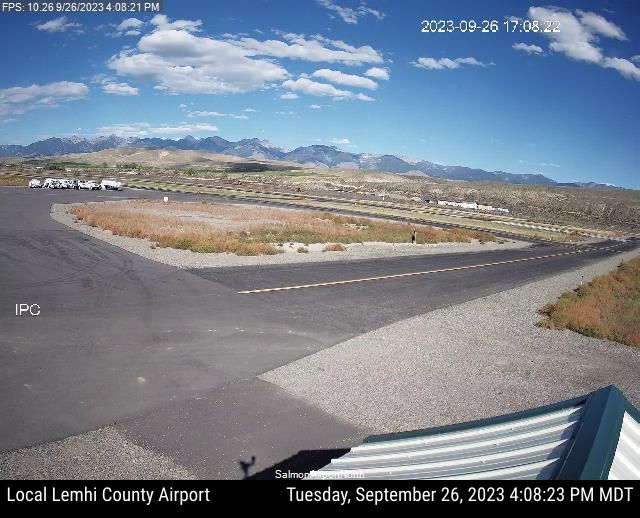 FPS: 10.26 9/26/2023 4:08:21 PM
2023-09-26 17:08:22
IPC
Local Lemhi County Airport
Tuesday, September 26, 2023 4:08:23 PM MDT